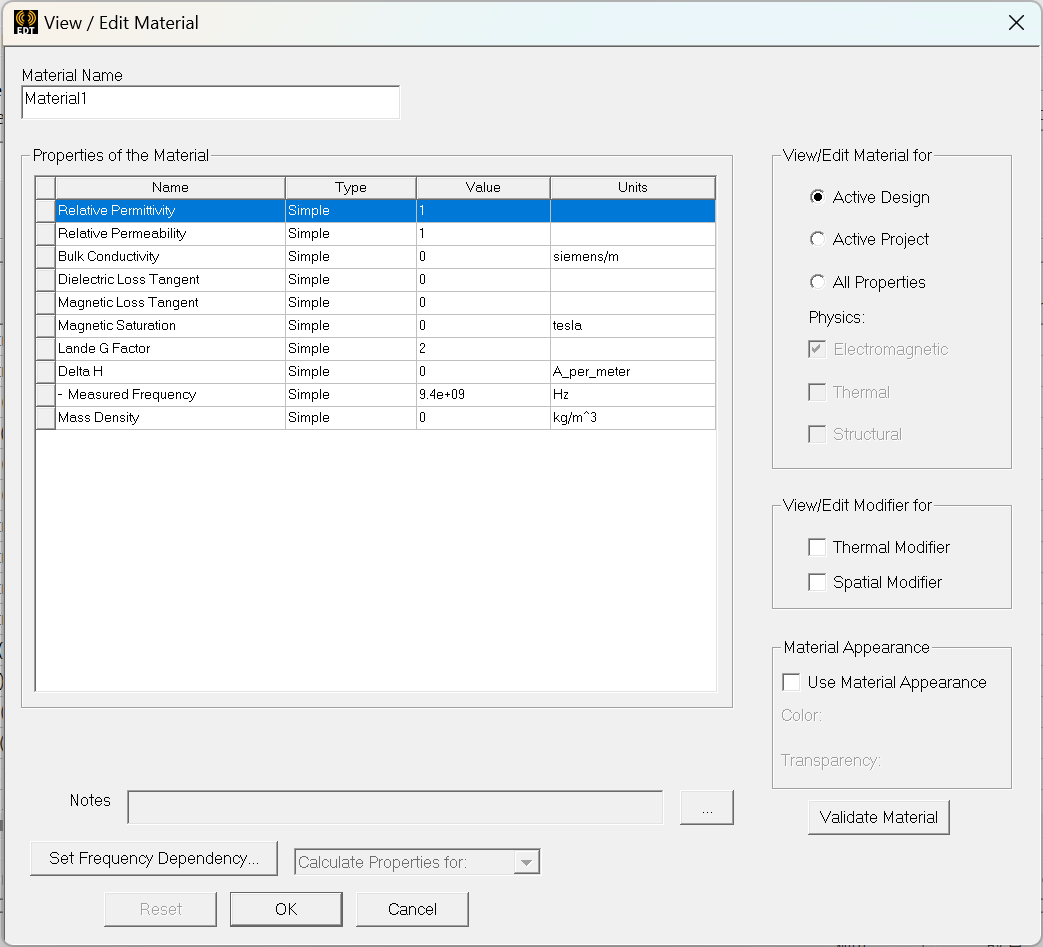 EDT View / Edit Material
Material Name
Material1
Properties of the Material
Name Type Value Units
Relative Permittivity Simple 1
Relative Permeability Simple 1
Bulk Conductivity Simple 0 siemens/m
Dielectric Loss Tangent Simple 0
Magnetic Loss Tangent Simple 0
Magnetic Saturation Simple 0 tesla
Lande G Factor Simple 2
Delta H Simple 0 A_per_meter
- Measured Frequency Simple 9.4e+09 Hz
Mass Density Simple 0 kg/m^3
View/Edit Material for
Active Design
Active Project
All Properties
Physics:
Electromagnetic
Thermal
Structural
View/Edit Modifier for
Thermal Modifier
Spatial Modifier
Material Appearance
Use Material Appearance
Color:
Transparency:
Notes ...
Validate Material
Set Frequency Dependency... Calculate Properties for:
Reset OK Cancel